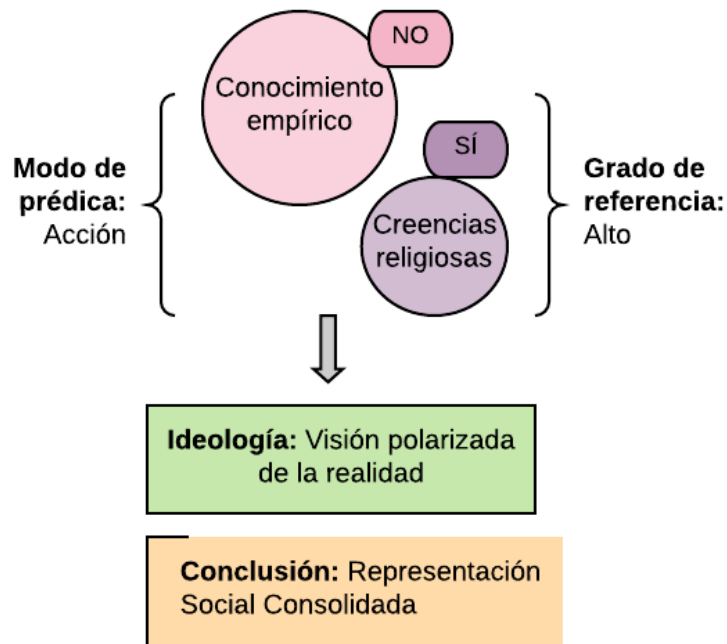 NO
Conocimiento
empírico
SÍ
Modo de
prédica:
Acción
Grado de
referencia:
Alto
Creencias
religiosas
Ideología: Visión polarizada
de la realidad
Conclusión: Representación
Social Consolidada